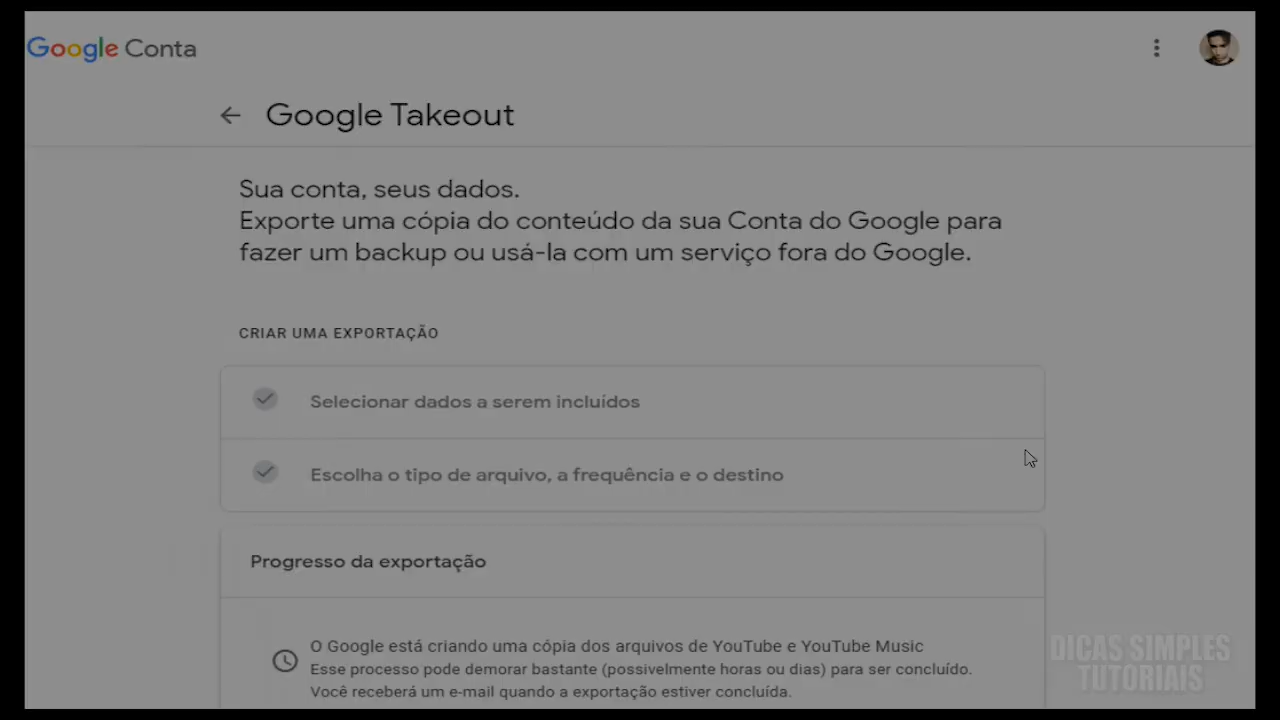 Google Conta
Google Takeout
Sua conta, seus dados.
Exporte uma cópia do conteúdo da sua Conta do Google para
fazer um backup ou usá-la com um serviço fora do Google.
CRIAR UMA EXPORTAÇÃO
Selecionar dados a serem incluídos
Escolha o tipo de arquivo, a frequência e o destino
Progresso da exportação
O Google está criando uma cópia dos arquivos de YouTube e YouTube Music
Esse processo pode demorar bastante (possivelmente horas ou dias) para ser concluído.
Você receberá um e-mail quando a exportação estiver concluída.
DICAS SIMPLES
TUTORIAIS